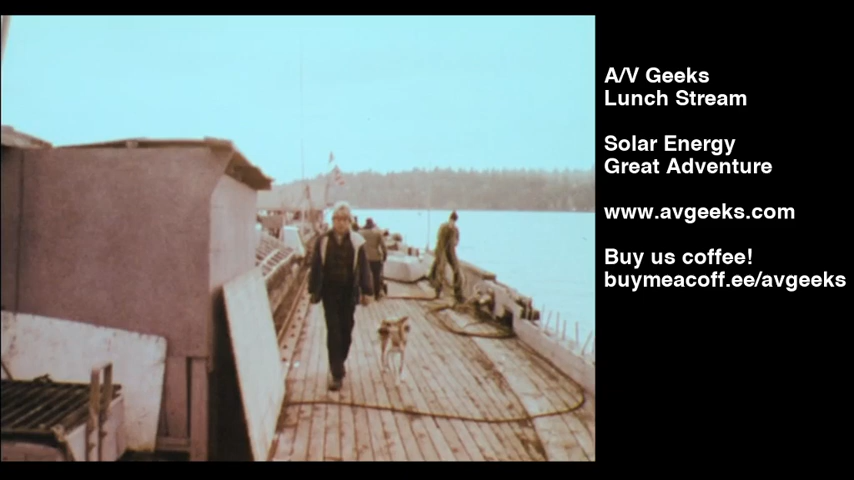 A/V Geeks
Lunch Stream
Solar Energy
Great Adventure
www.avgeeks.com
Buy us coffee!
buymeacoff.ee/avgeeks